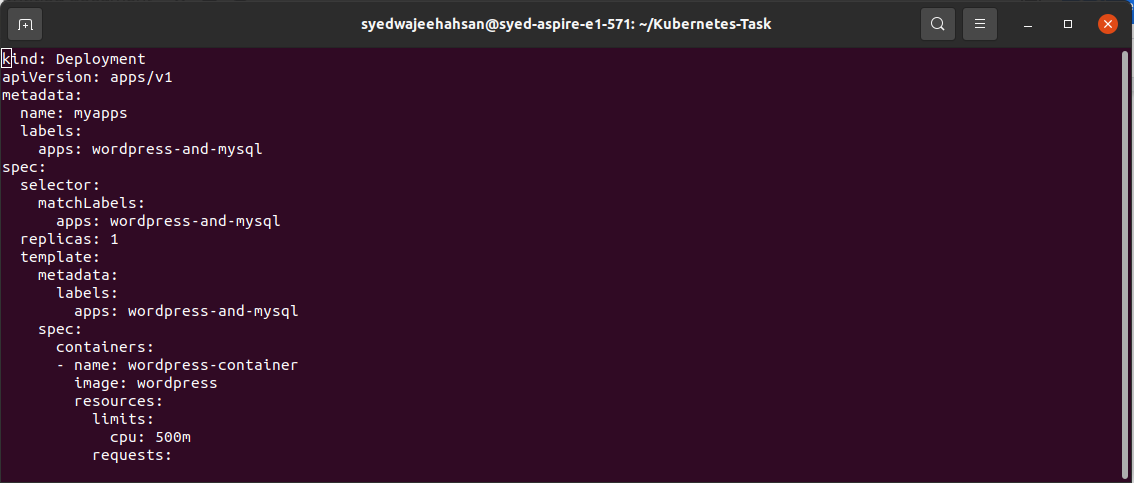 syedwajeehahsan@syed-aspire-e1-571: ~/Kubernetes-Task
kind: Deployment
apiVersion: apps/v1
metadata:
  name: myapps
  labels:
    apps: wordpress-and-mysql
spec:
  selector:
    matchLabels:
      apps: wordpress-and-mysql
  replicas: 1
  template:
    metadata:
      labels:
        apps: wordpress-and-mysql
    spec:
      containers:
      - name: wordpress-container
        image: wordpress
        resources:
          limits:
            cpu: 500m
          requests: